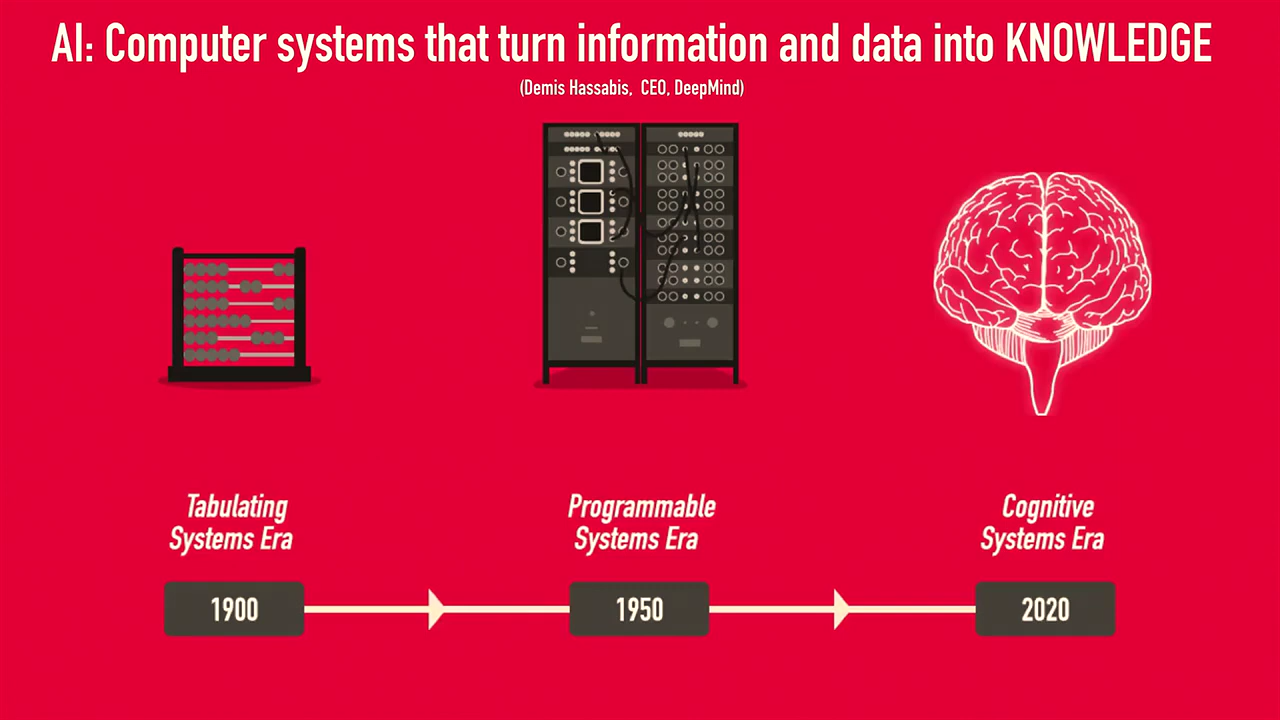 AI: Computer systems that turn information and data into KNOWLEDGE
(Demis Hassabis, CEO, DeepMind)
Tabulating
Systems Era
Programmable
Systems Era
Cognitive
Systems Era
1900
1950
2020